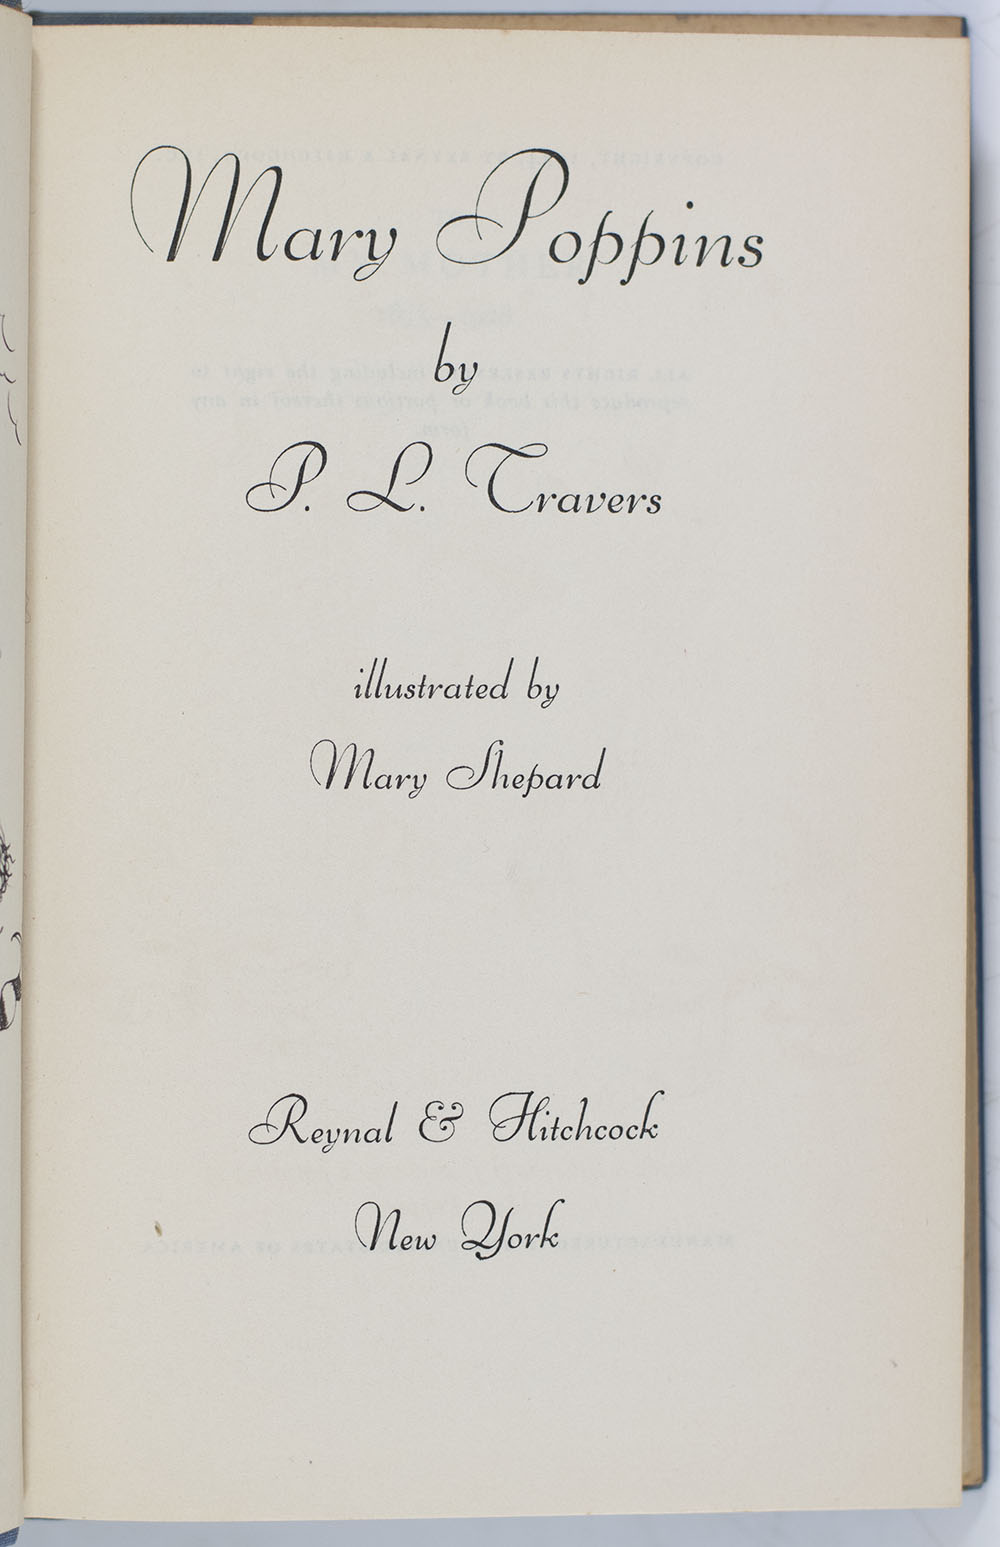 Mary Poppins
by
P. L. Travers
illustrated by
Mary Shepard
Reynal & Hitchcock
New York